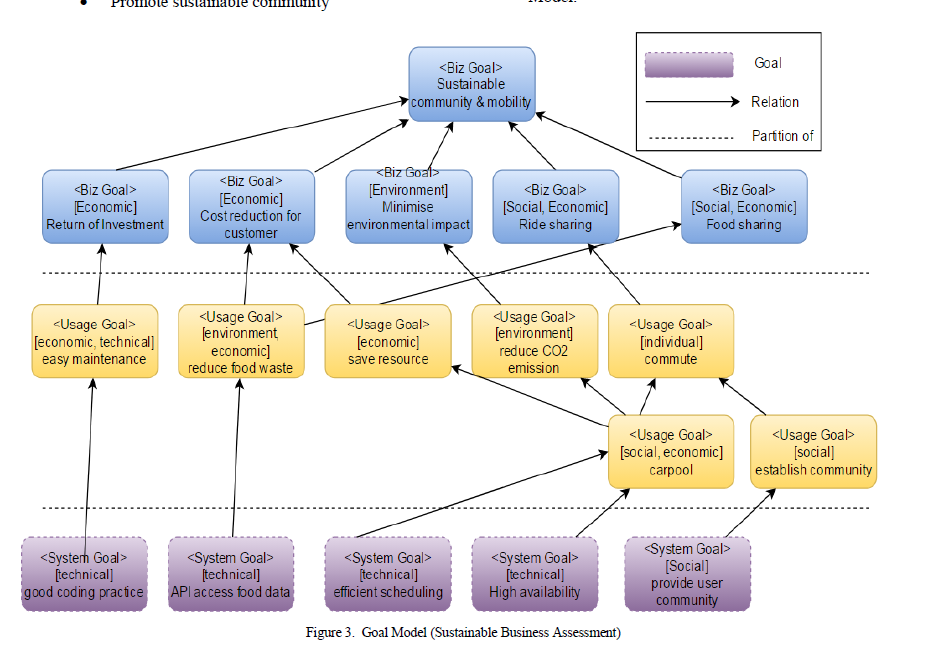 • Promote sustainable community
Model.
<Biz Goal>
Sustainable
community & mobility
Goal
Relation
Partition of
<Biz Goal>
[Economic]
Return of Investment
<Biz Goal>
[Economic]
Cost reduction for
customer
<Biz Goal>
[Environment]
Minimise
environmental impact
<Biz Goal>
[Social, Economic]
Ride sharing
<Biz Goal>
[Social, Economic]
Food sharing
<Usage Goal>
[economic, technical]
easy maintenance
<Usage Goal>
[environment,
economic]
reduce food waste
<Usage Goal>
[economic]
save resource
<Usage Goal>
[environment]
reduce CO2
emission
<Usage Goal>
[individual]
commute
<Usage Goal>
[social, economic]
carpool
<Usage Goal>
[social]
establish community
<System Goal>
[technical]
good coding practice
<System Goal>
[technical]
API access food data
<System Goal>
[technical]
efficient scheduling
<System Goal>
[technical]
High availability
<System Goal>
[Social]
provide user
community
Figure 3. Goal Model (Sustainable Business Assessment)